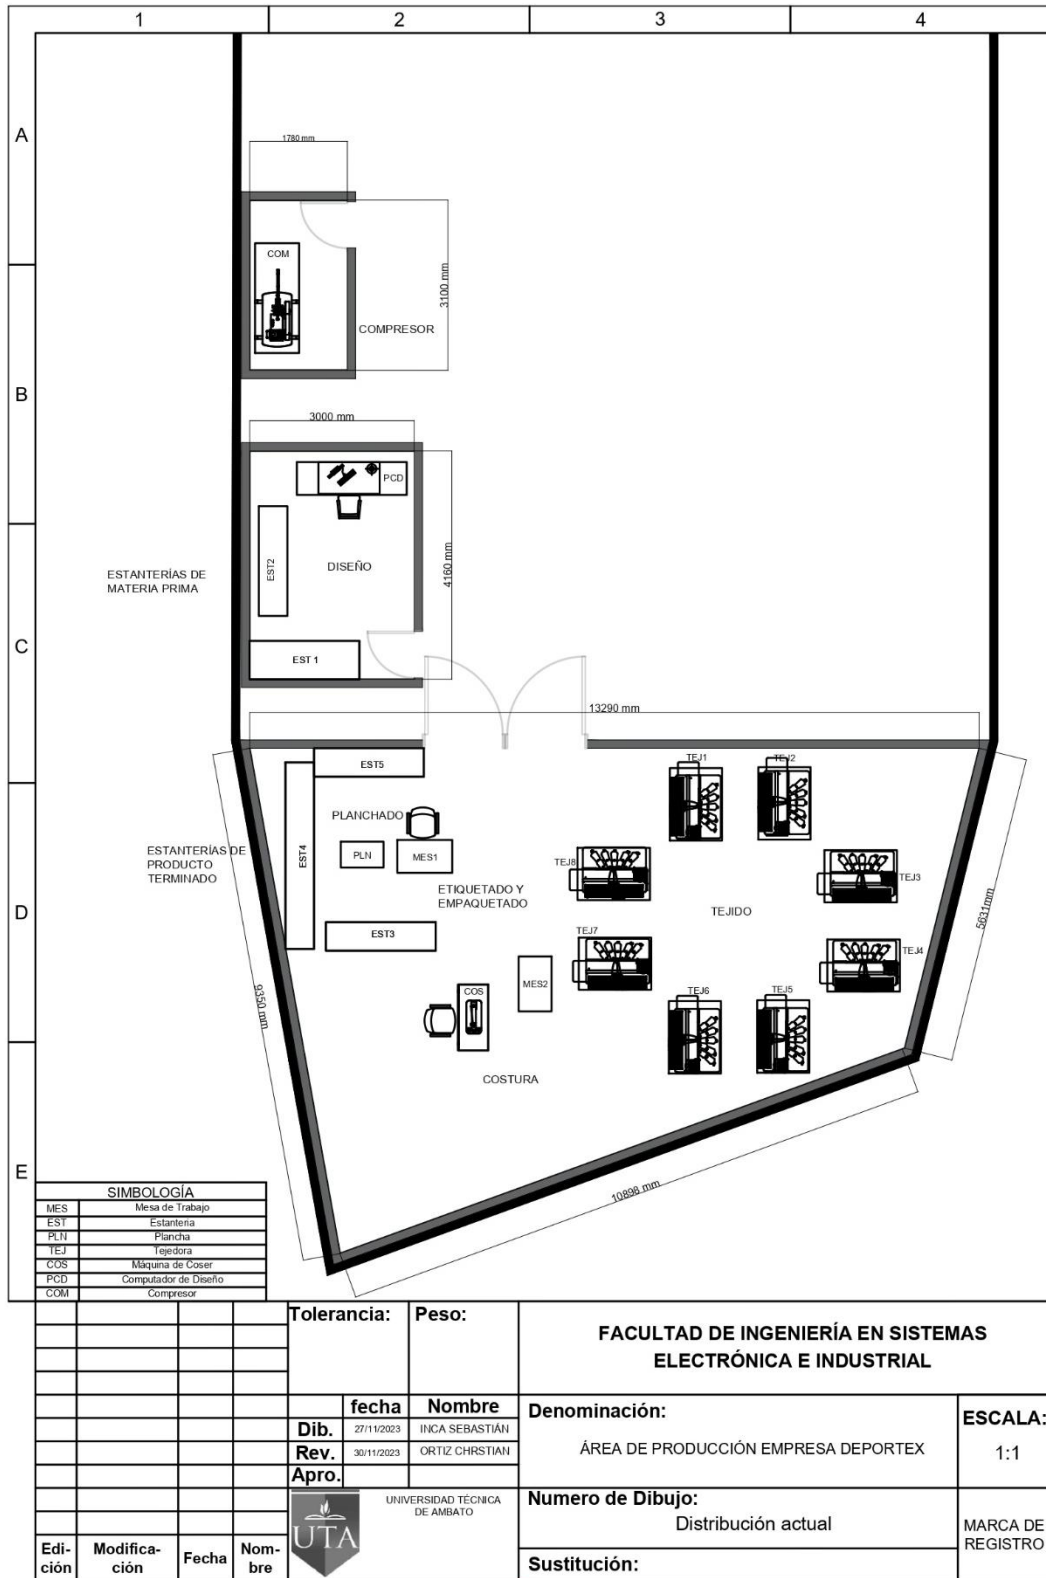 1 2 3 4
A
B
C
D
E
1780 mm
COM
3100 mm
COMPRESOR
3000 mm
PCD
EST2
DISEÑO
4160 mm
ESTANTERÍAS DE
MATERIA PRIMA
EST 1
13290 mm
EST5
TEJ1
TEJ2
PLANCHADO
EST4
PLN
MES1
ESTANTERÍAS DE
PRODUCTO
TERMINADO
ETIQUETADO Y
EMPAQUETADO
TEJ8
TEJ3
TEJIDO
5631mm
EST3
TEJ7
TEJ4
9350 mm
COS
MES2
TEJ6
TEJ5
COSTURA
10898 mm
SIMBOLOGÍA
MES Mesa de Trabajo
EST Estantería
PLN Plancha
TEJ Tejedora
COS Máquina de Coser
PCD Computador de Diseño
COM Compresor
Tolerancia: Peso:
FACULTAD DE INGENIERÍA EN SISTEMAS
ELECTRÓNICA E INDUSTRIAL
fecha Nombre
Dib. 27/11/2023 INCA SEBASTIÁN
Rev. 30/11/2023 ORTIZ CHRSTIAN
Apro.
Denominación:
ÁREA DE PRODUCCIÓN EMPRESA DEPORTEX
ESCALA:
1:1
UTA
UNIVERSIDAD TÉCNICA
DE AMBATO
Numero de Dibujo:
Distribución actual
MARCA DE
REGISTRO
Sustitución:
Edi-
ción
Modifica-
ción
Fecha
Nom-
bre